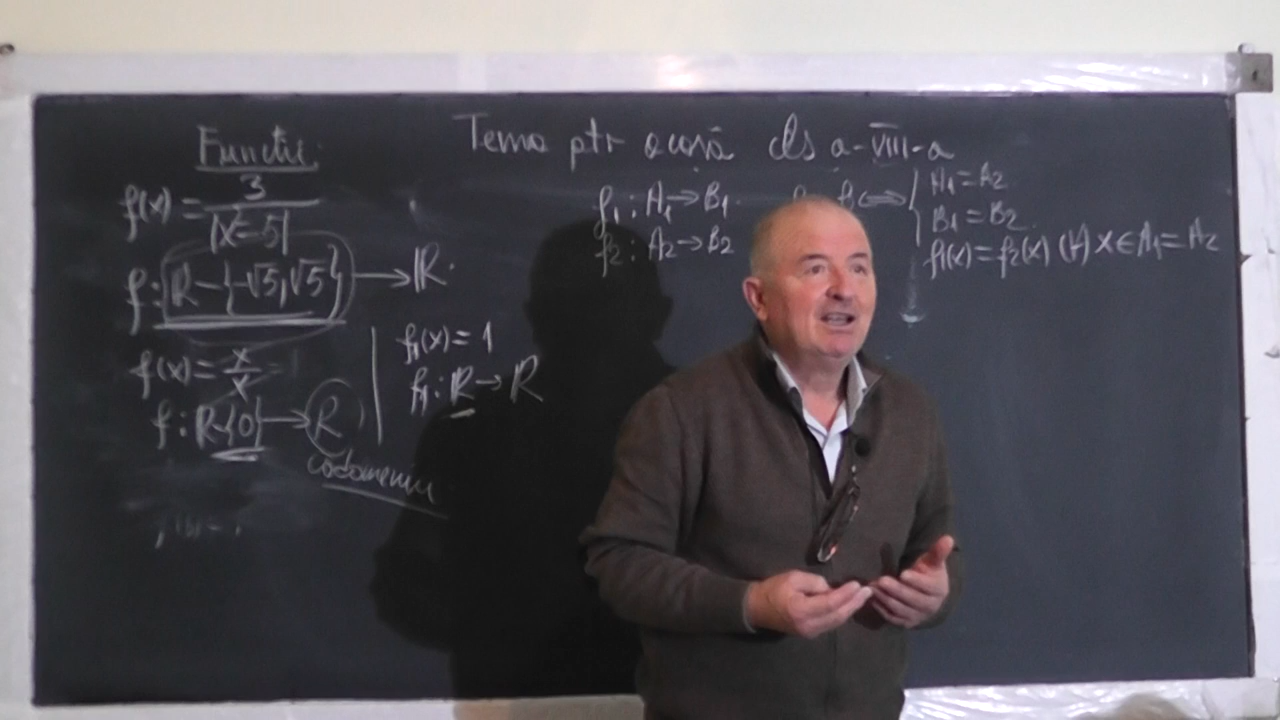 Functii
f(x) = 3/|x²-5|
f: R-{-√5,√5} → R.
f(x) = x/x
f: R-{0} → R
codomeniu
f1(x) = 1
f1: R → R
Tema ptr acasă cls a-VIII-a
f1: A1→B1
f2: A2→B2
⇔ A1=A2
B1=B2
f1(x)=f2(x) (∀) x∈A1=A2